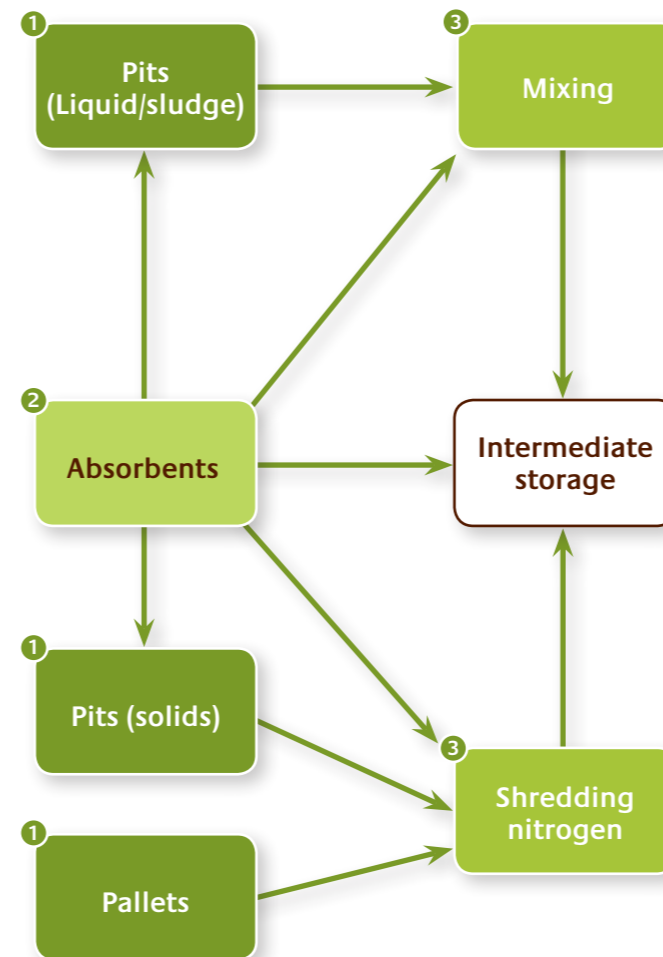 1
Pits
(Liquid/sludge)
3
Mixing
2
Absorbents
Intermediate
storage
1
Pits (solids)
3
Shredding
nitrogen
1
Pallets